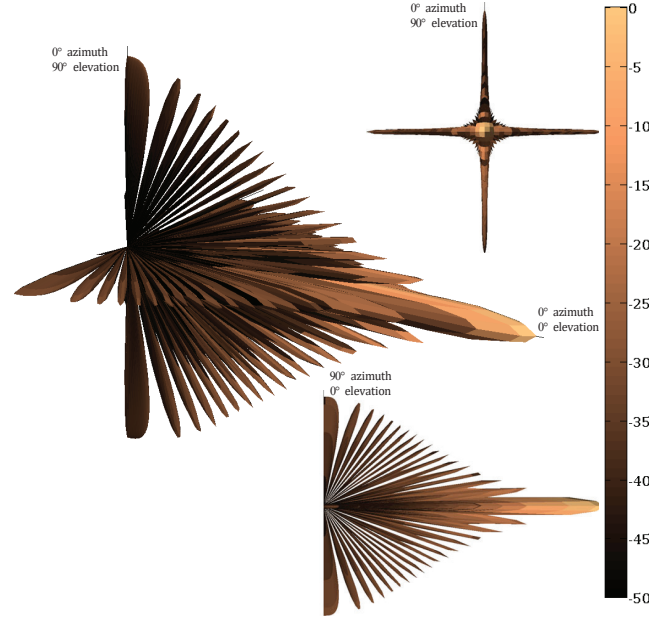 0° azimuth
90° elevation
0° azimuth
90° elevation
0° azimuth
0° elevation
90° azimuth
0° elevation
0
-5
-10
-15
-20
-25
-30
-35
-40
-45
-50